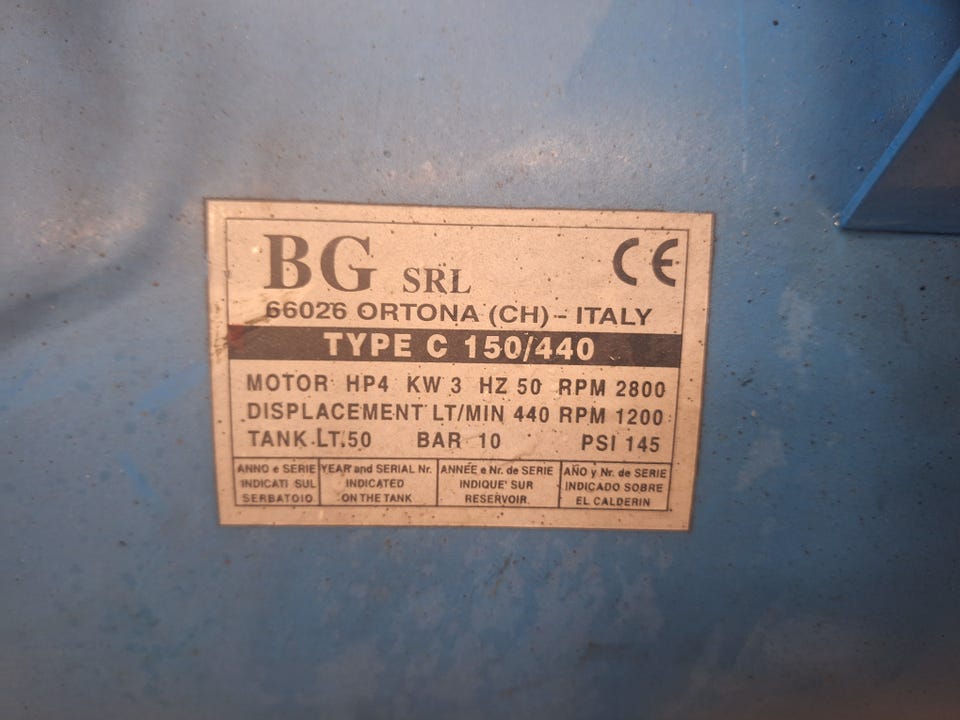 BG SRL
CE
66026 ORTONA (CH) - ITALY
TYPE C 150/440
MOTOR HP4 KW 3 HZ 50 RPM 2800
DISPLACEMENT LT/MIN 440 RPM 1200
TANK LT.50 BAR 10 PSI 145
ANNO e SERIE
INDICATI SUL
SERBATOIO
YEAR and SERIAL Nr.
INDICATED
ON THE TANK
ANNÉE e Nr. de SERIE
INDIQUE' SUR
RESERVOIR
AÑO y Nr. de SERIE
INDICADO SOBRE
EL CALDERIN